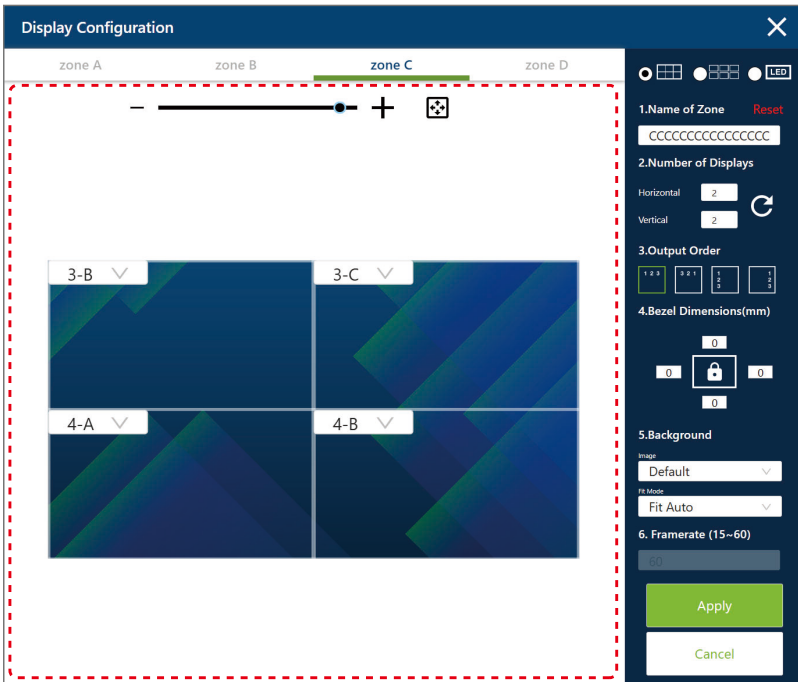 Display Configuration
zone A zone B zone C zone D
LED
1.Name of Zone Reset
CCCCCCCCCCCCCCCC
2.Number of Displays
Horizontal 2
Vertical 2
3.Output Order
1 2 3 3 2 1 1 2 3 1 2 3
4.Bezel Dimensions(mm)
0
0 0
0
5.Background
Image
Default
Fit Mode
Fit Auto
6. Framerate (15~60)
60
Apply
Cancel
3-B 3-C
4-A 4-B